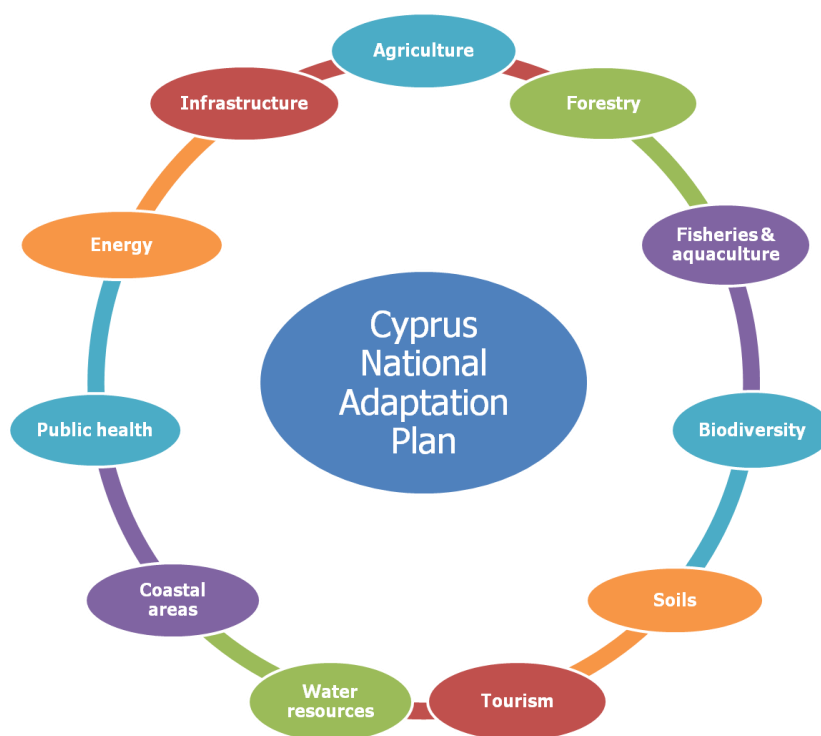 Agriculture
Infrastructure
Forestry
Fisheries &
aquaculture
Energy
Cyprus
National
Adaptation
Plan
Public health
Biodiversity
Coastal
areas
Soils
Water
resources
Tourism